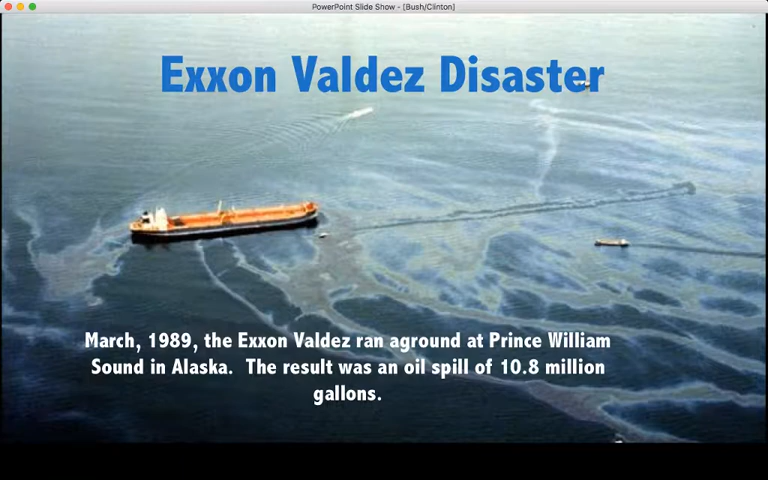 PowerPoint Slide Show - [Bush/Clinton]
Exxon Valdez Disaster
March, 1989, the Exxon Valdez ran aground at Prince William
Sound in Alaska.  The result was an oil spill of 10.8 million
gallons.